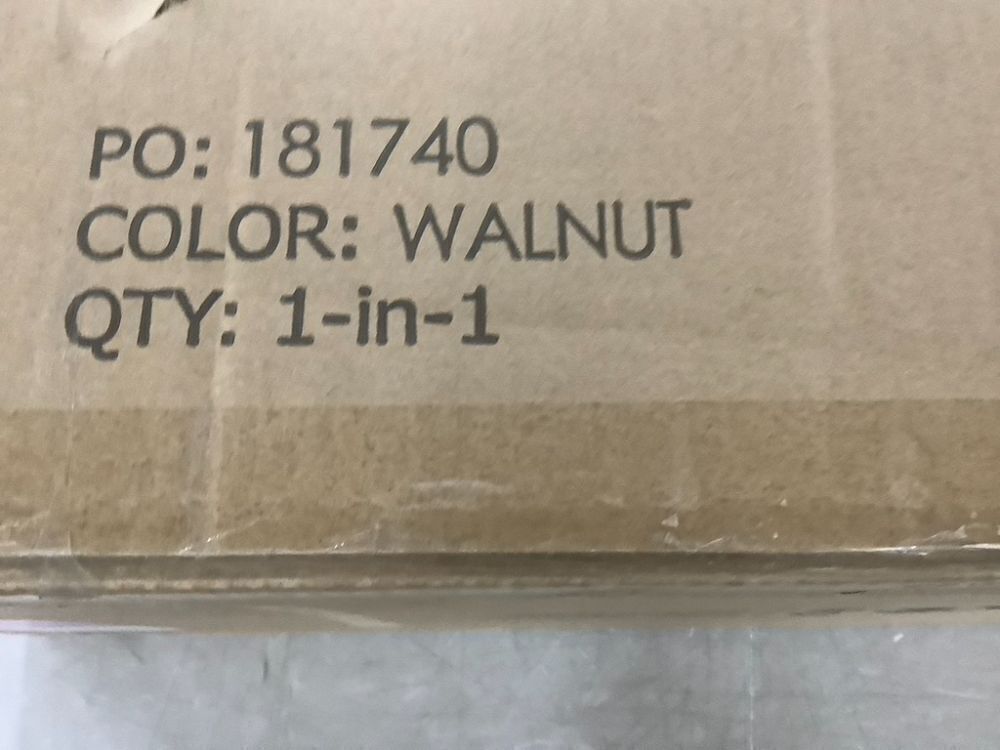 PO: 181740
COLOR: WALNUT
QTY: 1-in-1